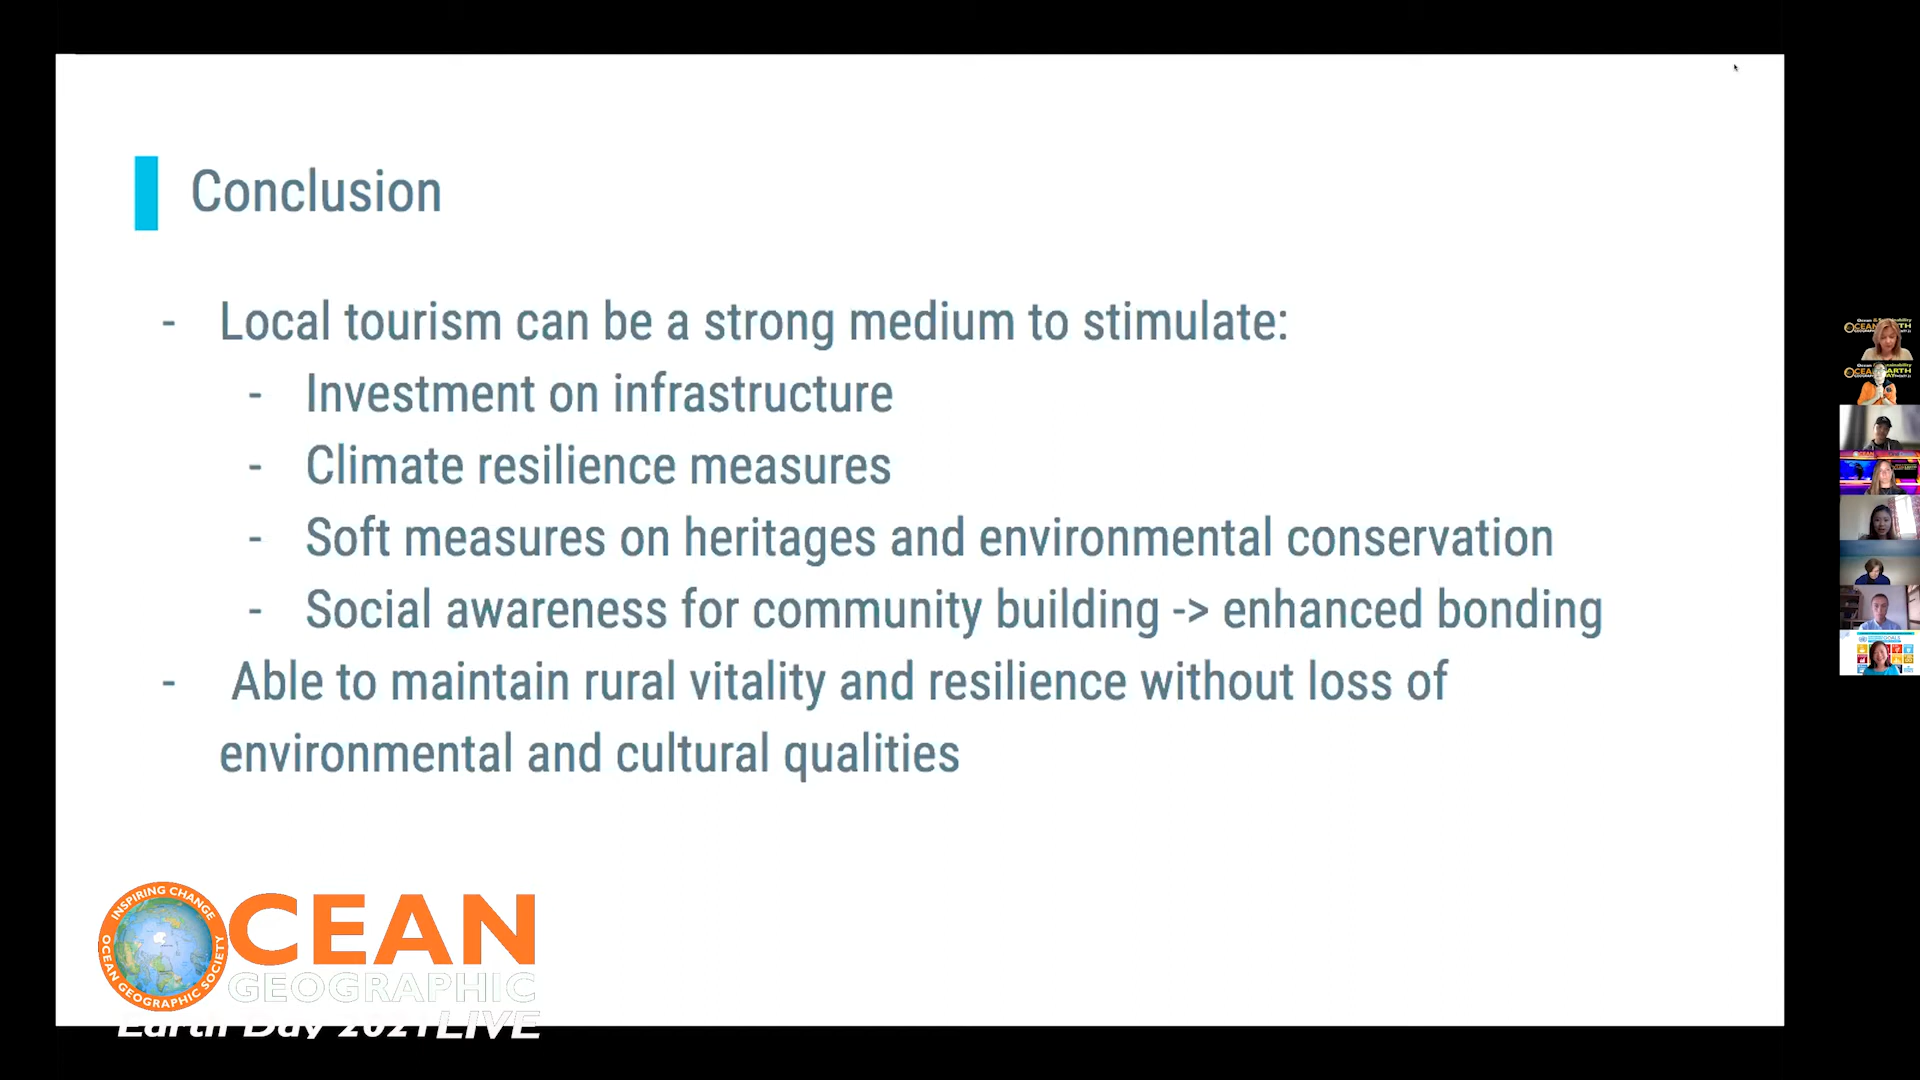 Conclusion
- Local tourism can be a strong medium to stimulate:
- Investment on infrastructure
- Climate resilience measures
- Soft measures on heritages and environmental conservation
- Social awareness for community building -> enhanced bonding
- Able to maintain rural vitality and resilience without loss of
environmental and cultural qualities
INSPIRING CHANGE
OCEAN GEOGRAPHIC SOCIETY
OCEAN
GEOGRAPHIC
Earth Day 2021 LIVE